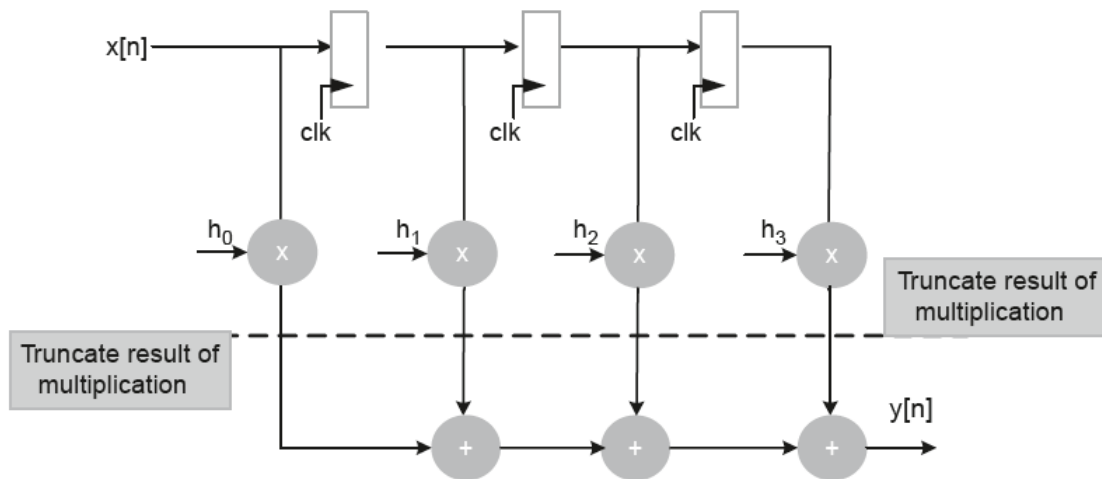 x[n]
clk
clk
clk
h0
h1
h2
h3
x
x
x
x
Truncate result of
multiplication
Truncate result of
multiplication
y[n]
+
+
+